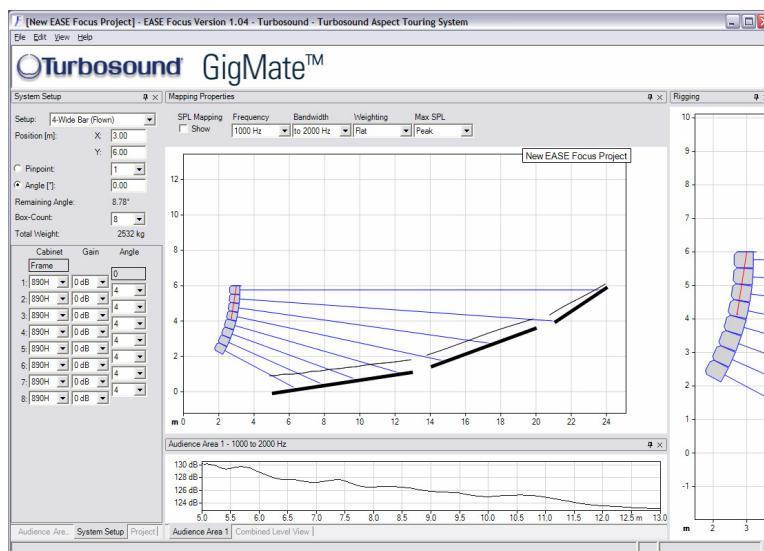 [New EASE Focus Project] - EASE Focus Version 1.04 - Turbosound - Turbosound Aspect Touring System
File Edit View Help
Turbosound GigMate™
System Setup
Setup: 4-Wide Bar (Flown)
Position [m]: X: 3.00
Y: 6.00
Pinpoint: 1
Angle [°]: 0.00
Remaining Angle: 8.78°
Box-Count: 8
Total Weight: 2532 kg
Cabinet Gain Angle
Frame
0
1: 890H 0 dB
4
2: 890H 0 dB
4
3: 890H 0 dB
4
4: 890H 0 dB
4
5: 890H 0 dB
4
6: 890H 0 dB
4
7: 890H 0 dB
4
8: 890H 0 dB
Audience Are.. System Setup Project
Mapping Properties
SPL Mapping Frequency Bandwidth Weighting Max SPL
Show 1000 Hz to 2000 Hz Flat Peak
New EASE Focus Project
12
10
8
6
4
2
0
m 0 2 4 6 8 10 12 14 16 18 20 22 24
Audience Area 1 - 1000 to 2000 Hz
130 dB
128 dB
126 dB
124 dB
5.0 5.5 6.0 6.5 7.0 7.5 8.0 8.5 9.0 9.5 10.0 10.5 11.0 11.5 12.0 12.5 m 13.0
Audience Area 1 Combined Level View
Rigging
10
9
8
7
6
5
4
3
2
1
0
-1
m 2 3